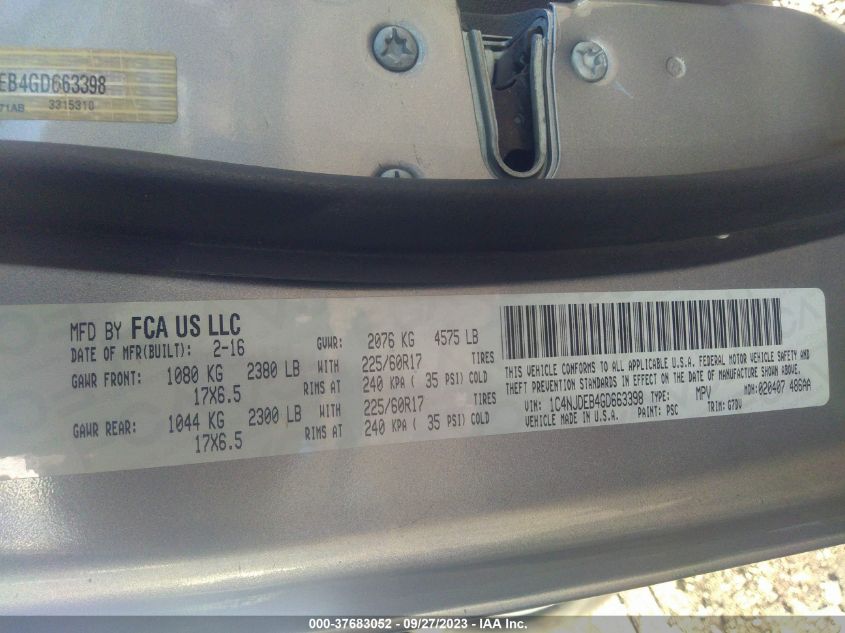 EB4GD663398
71AB 3315310
MFD BY FCA US LLC
DATE OF MFR(BUILT): 2-16 GVWR: 2076 KG 4575 LB
GAWR FRONT: 1080 KG 2380 LB WITH 225/60R17 TIRES
17X6.5 RIMS AT 240 KPA ( 35 PSI) COLD
GAWR REAR: 1044 KG 2300 LB WITH 225/60R17 TIRES
17X6.5 RIMS AT 240 KPA ( 35 PSI) COLD
THIS VEHICLE CONFORMS TO ALL APPLICABLE U.S.A. FEDERAL MOTOR VEHICLE SAFETY AND
THEFT PREVENTION STANDARDS IN EFFECT ON THE DATE OF MANUFACTURE SHOWN ABOVE.
VIN: 1C4NJDEB4GD663398 TYPE: MPV MDH: 020407 486AA
VEHICLE MADE IN U.S.A. PAINT: PSC TRIM: G7DV
000-37683052 - 09/27/2023 - IAA Inc.